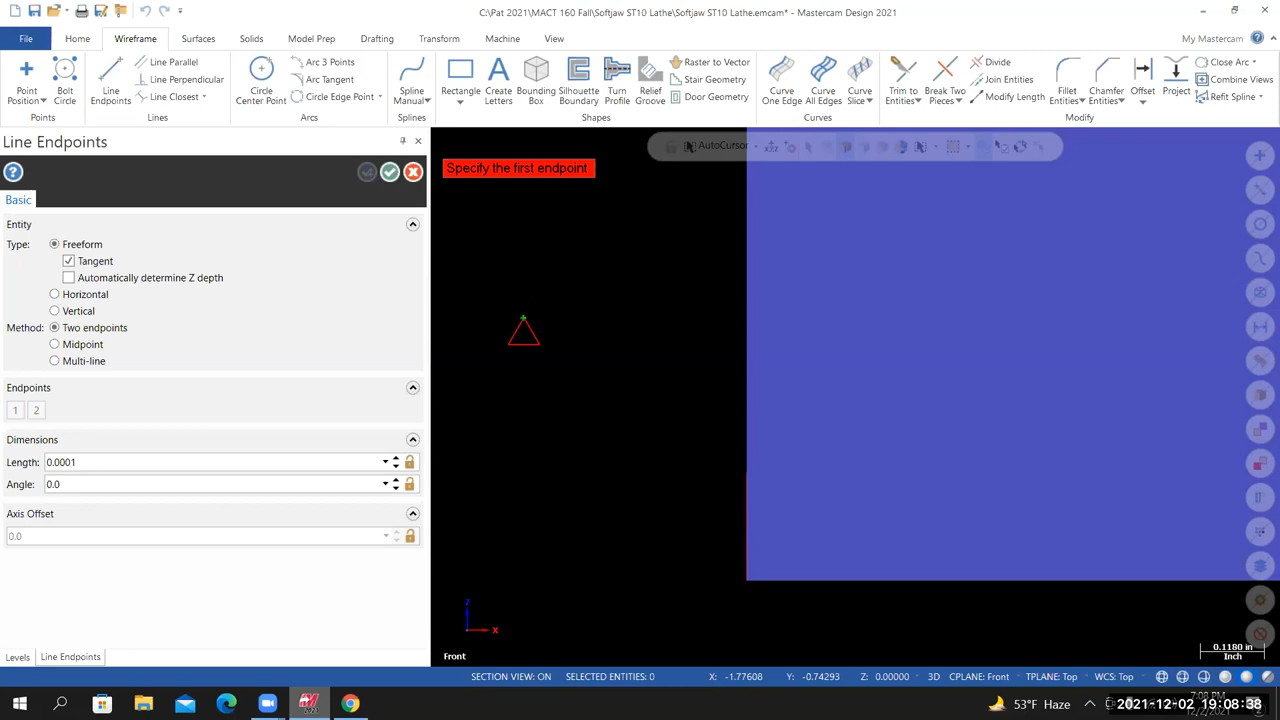 C:\Pat 2021\MACT 160 Fall\Softjaw ST10 Lathe\Softjaw ST10 Lathe.emcam* - Mastercam Design 2021
File Home Wireframe Surfaces Solids Model Prep Drafting Transform Machine View My Mastercam
Point Position
Bolt Circle
Points
Line Endpoints
Line Parallel
Line Perpendicular
Line Closest
Lines
Circle Center Point
Arc 3 Points
Arc Tangent
Circle Edge Point
Arcs
Spline Manual
Splines
Rectangle
Create Letters
Bounding Box
Silhouette Boundary
Turn Profile
Relief Groove
Raster to Vector
Stair Geometry
Door Geometry
Shapes
Curve One Edge
Curve All Edges
Curve Slice
Curves
Trim to Entities
Break Two Pieces
Divide
Join Entities
Modify Length
Fillet Entities
Chamfer Entities
Offset
Project
Close Arc
Combine Views
Refit Spline
Modify
Line Endpoints
Basic
Entity
Type: Freeform
Tangent
Automatically determine Z depth
Horizontal
Vertical
Method: Two endpoints
Midpoint
Multi-line
Endpoints
1 2
Dimensions
Length: 0.0001
Angle: 0.0
Axis Offset
0.0
Levels Line Endpoints
AutoCursor
Specify the first endpoint
Z
X
Front
0.1180 in
Inch
SECTION VIEW: ON SELECTED ENTITIES: 0 X: -1.77608 Y: -0.74293 Z: 0.00000 3D CPLANE: Front TPLANE: Top WCS: Top
53°F Haze
7:08 PM
12/2/2021
2021-12-02 19:08:38